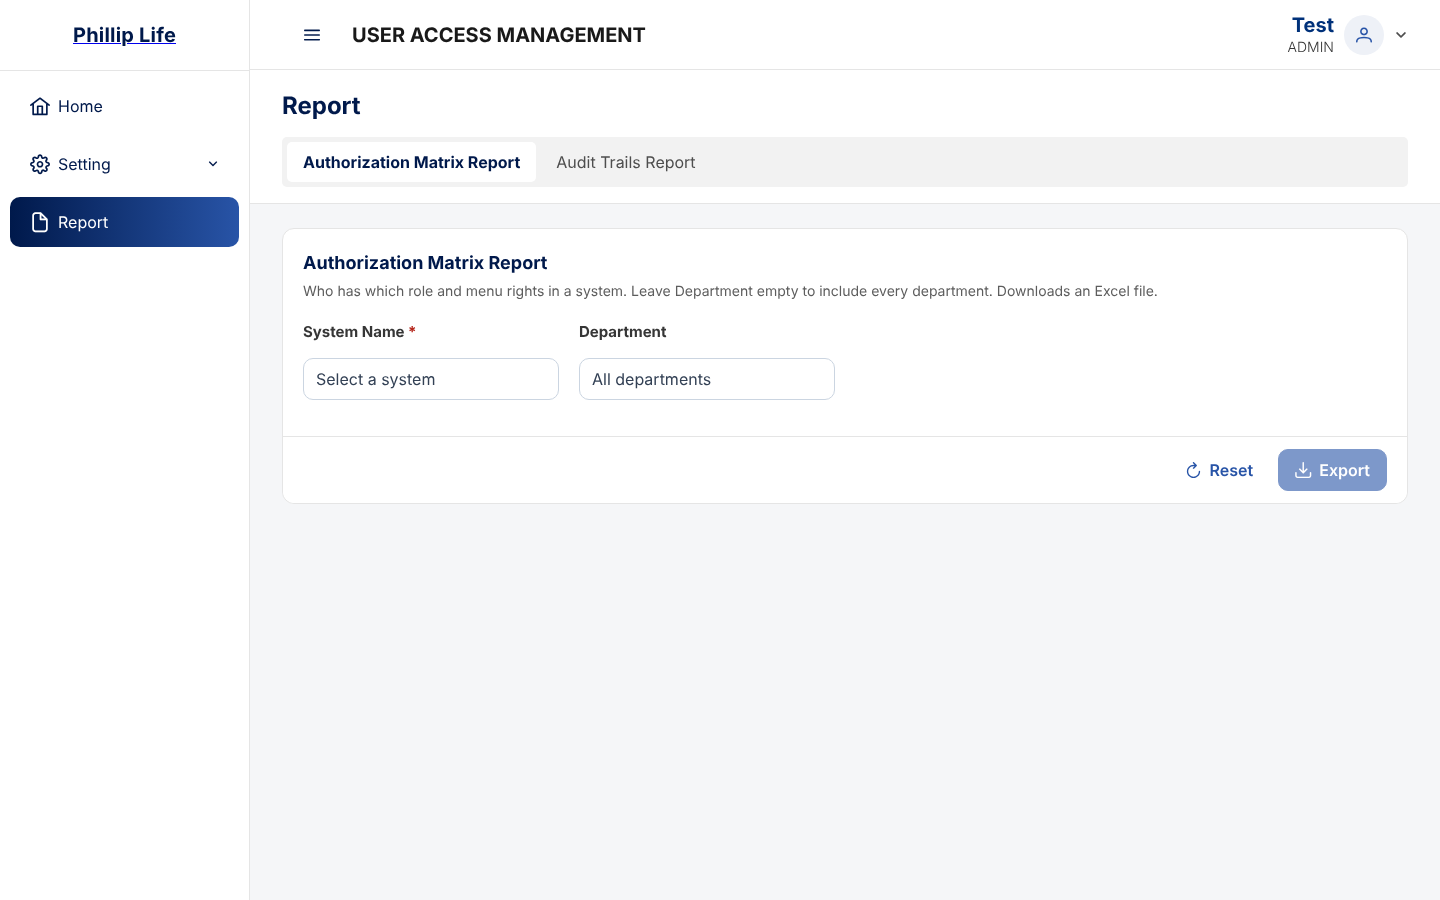 Phillip Life
USER ACCESS MANAGEMENT
Test
ADMIN
Home
Setting
Report
Report
Authorization Matrix Report
Audit Trails Report
Authorization Matrix Report
Who has which role and menu rights in a system. Leave Department empty to include every department. Downloads an Excel file.
System Name *
Department
Select a system
All departments
Reset
Export